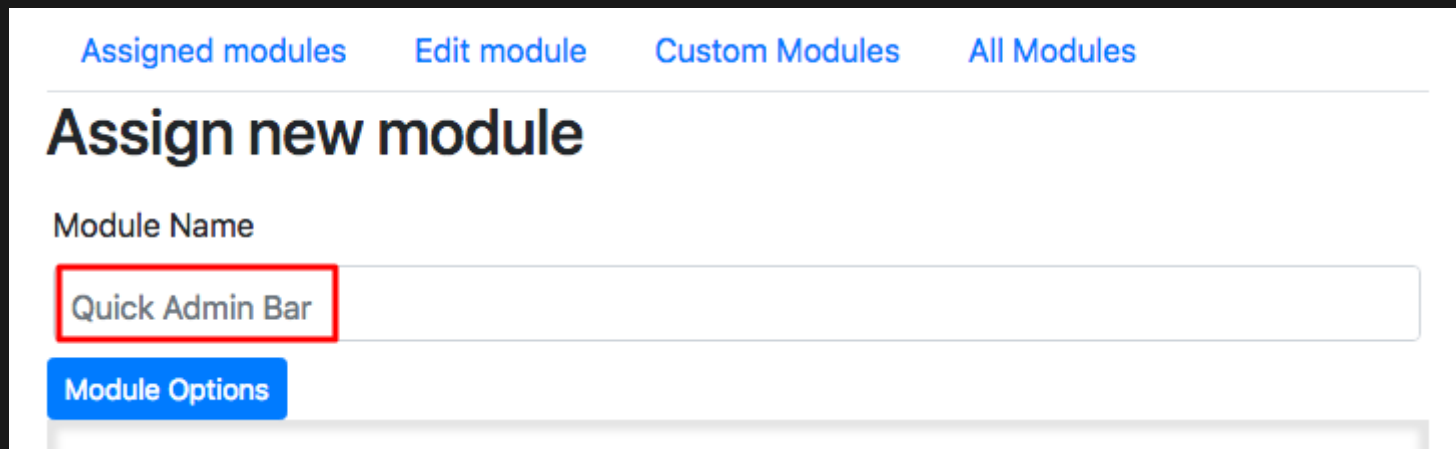 Assigned modules Edit module Custom Modules All Modules
Assign new module
Module Name
Quick Admin Bar
Module Options